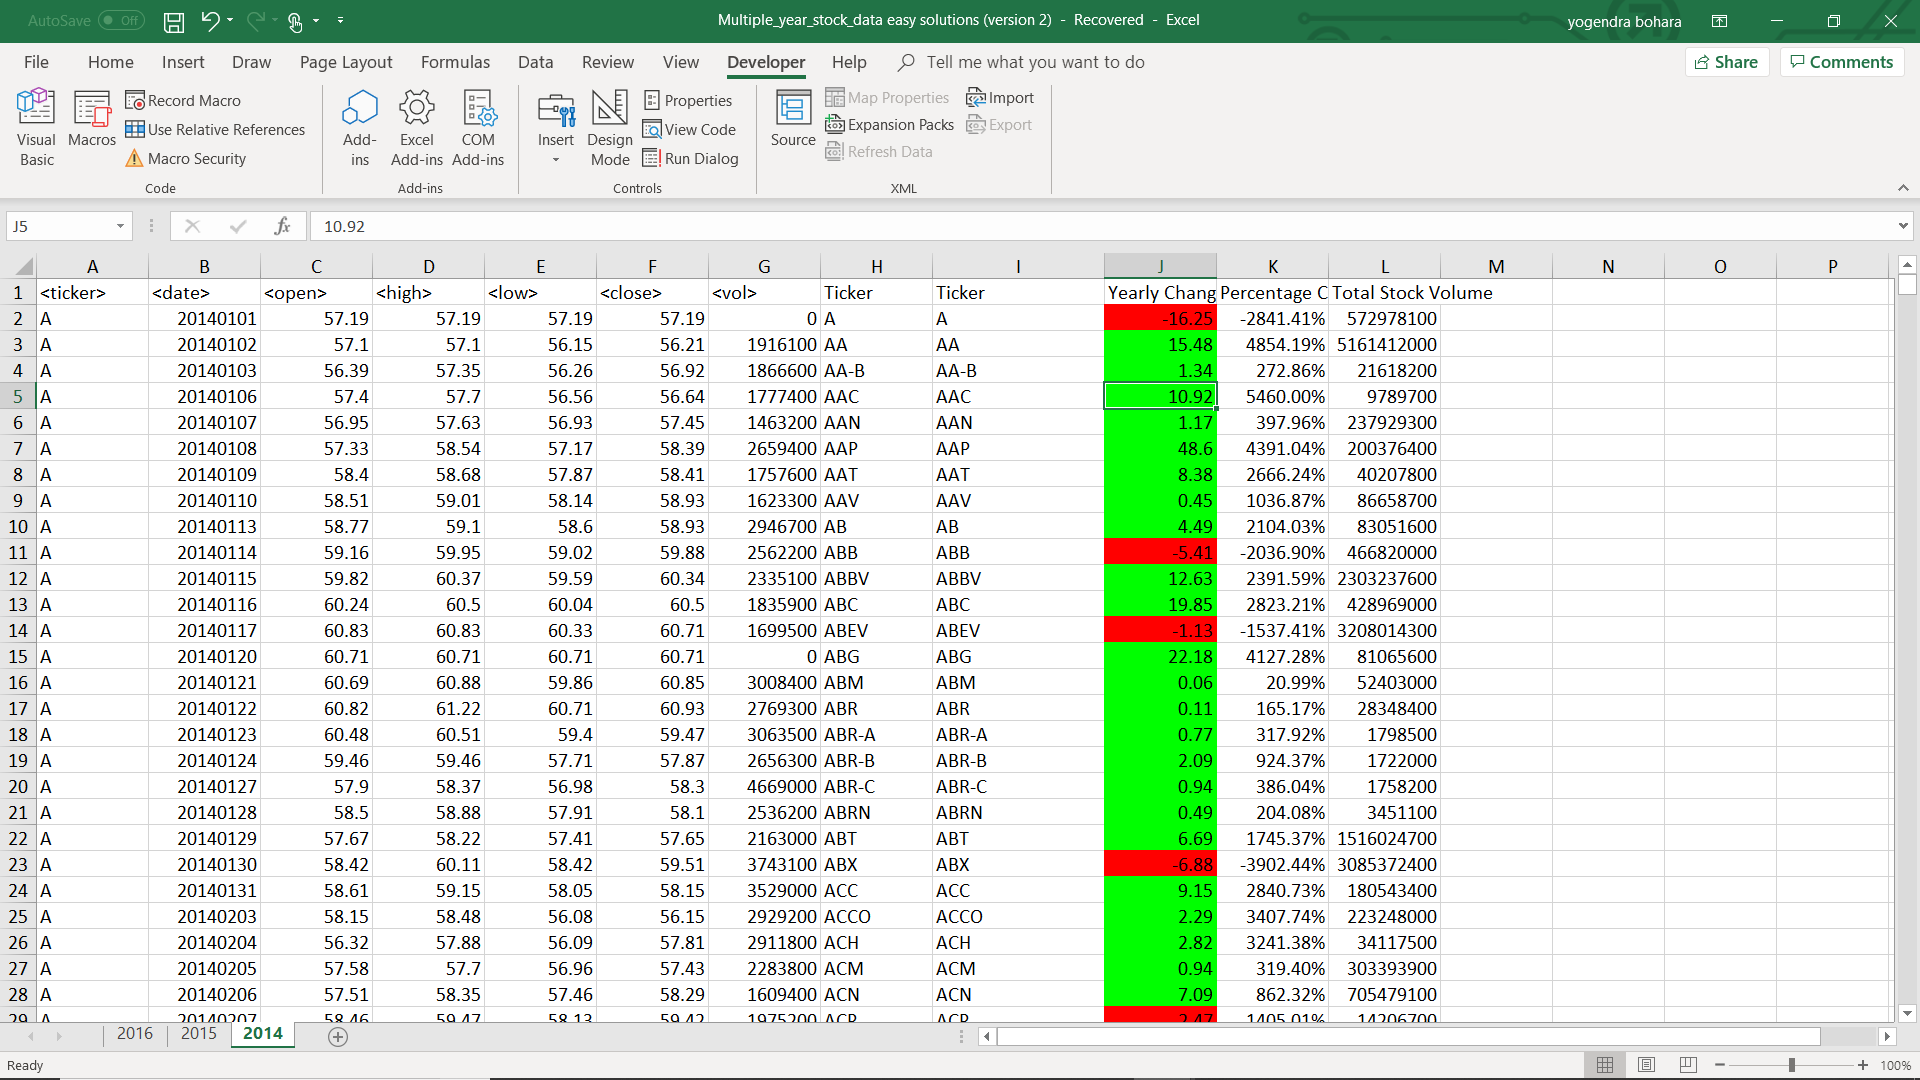 AutoSave Off Multiple_year_stock_data easy solutions (version 2) - Recovered - Excel yogendra bohara
File Home Insert Draw Page Layout Formulas Data Review View Developer Help Tell me what you want to do Share Comments
Visual Basic
Macros
Record Macro
Use Relative References
Macro Security
Code
Add-ins
Excel Add-ins
COM Add-ins
Add-ins
Insert
Design Mode
Properties
View Code
Run Dialog
Controls
Source
Map Properties
Expansion Packs
Refresh Data
Import
Export
XML
J5 fx 10.92
A B C D E F G H I J K L M N O P
1 <ticker> <date> <open> <high> <low> <close> <vol> Ticker Ticker Yearly Chang Percentage C Total Stock Volume
2 A 20140101 57.19 57.19 57.19 57.19 0 A A -16.25 -2841.41% 572978100
3 A 20140102 57.1 57.1 56.15 56.21 1916100 AA AA 15.48 4854.19% 5161412000
4 A 20140103 56.39 57.35 56.26 56.92 1866600 AA-B AA-B 1.34 272.86% 21618200
5 A 20140106 57.4 57.7 56.56 56.64 1777400 AAC AAC 10.92 5460.00% 9789700
6 A 20140107 56.95 57.63 56.93 57.45 1463200 AAN AAN 1.17 397.96% 237929300
7 A 20140108 57.33 58.54 57.17 58.39 2659400 AAP AAP 48.6 4391.04% 200376400
8 A 20140109 58.4 58.68 57.87 58.41 1757600 AAT AAT 8.38 2666.24% 40207800
9 A 20140110 58.51 59.01 58.14 58.93 1623300 AAV AAV 0.45 1036.87% 86658700
10 A 20140113 58.77 59.1 58.6 58.93 2946700 AB AB 4.49 2104.03% 83051600
11 A 20140114 59.16 59.95 59.02 59.88 2562200 ABB ABB -5.41 -2036.90% 466820000
12 A 20140115 59.82 60.37 59.59 60.34 2335100 ABBV ABBV 12.63 2391.59% 2303237600
13 A 20140116 60.24 60.5 60.04 60.5 1835900 ABC ABC 19.85 2823.21% 428969000
14 A 20140117 60.83 60.83 60.33 60.71 1699500 ABEV ABEV -1.13 -1537.41% 3208014300
15 A 20140120 60.71 60.71 60.71 60.71 0 ABG ABG 22.18 4127.28% 81065600
16 A 20140121 60.69 60.88 59.86 60.85 3008400 ABM ABM 0.06 20.99% 52403000
17 A 20140122 60.82 61.22 60.71 60.93 2769300 ABR ABR 0.11 165.17% 28348400
18 A 20140123 60.48 60.51 59.4 59.47 3063500 ABR-A ABR-A 0.77 317.92% 1798500
19 A 20140124 59.46 59.46 57.71 57.87 2656300 ABR-B ABR-B 2.09 924.37% 1722000
20 A 20140127 57.9 58.37 56.98 58.3 4669000 ABR-C ABR-C 0.94 386.04% 1758200
21 A 20140128 58.5 58.88 57.91 58.1 2536200 ABRN ABRN 0.49 204.08% 3451100
22 A 20140129 57.67 58.22 57.41 57.65 2163000 ABT ABT 6.69 1745.37% 1516024700
23 A 20140130 58.42 60.11 58.42 59.51 3743100 ABX ABX -6.88 -3902.44% 3085372400
24 A 20140131 58.61 59.15 58.05 58.15 3529000 ACC ACC 9.15 2840.73% 180543400
25 A 20140203 58.15 58.48 56.08 56.15 2929200 ACCO ACCO 2.29 3407.74% 223248000
26 A 20140204 56.32 57.88 56.09 57.81 2911800 ACH ACH 2.82 3241.38% 34117500
27 A 20140205 57.58 57.7 56.96 57.43 2283800 ACM ACM 0.94 319.40% 303393900
28 A 20140206 57.51 58.35 57.46 58.29 1609400 ACN ACN 7.09 862.32% 705479100
29 A 20140207 58.46 59.47 58.13 59.42 1975200 ACP ACP -2.47 1405.01% 14206700
2016 2015 2014
Ready 100%